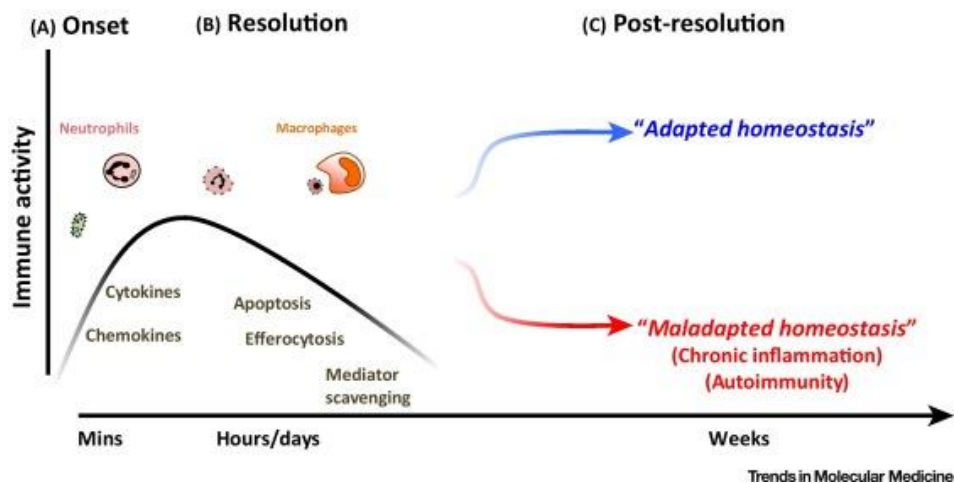 (A) Onset
(B) Resolution
(C) Post-resolution
Immune activity
Neutrophils
Macrophages
Cytokines
Chemokines
Apoptosis
Efferocytosis
Mediator
scavenging
“Adapted homeostasis”
“Maladapted homeostasis”
(Chronic inflammation)
(Autoimmunity)
Mins
Hours/days
Weeks
Trends in Molecular Medicine